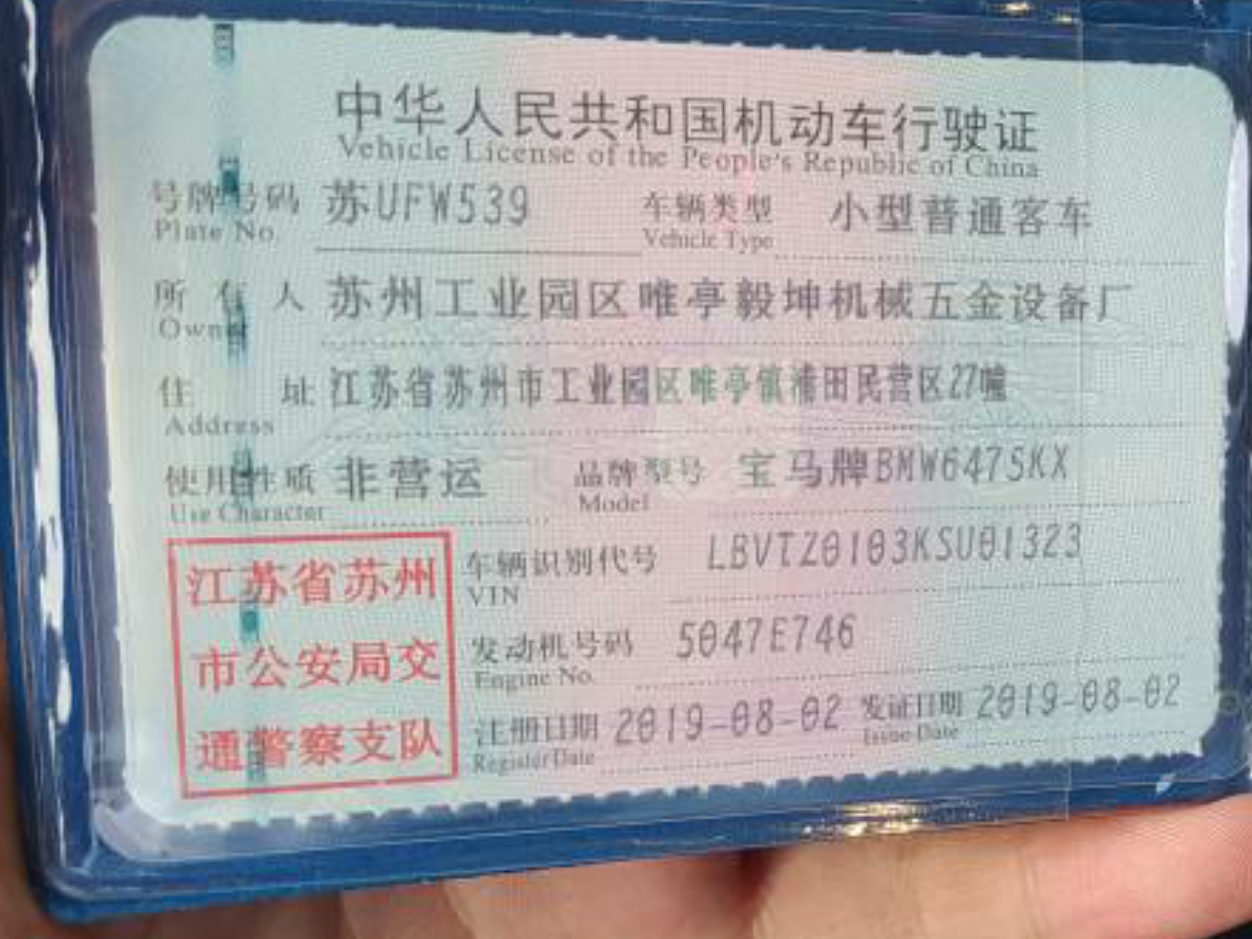 中华人民共和国机动车行驶证
Vehicle License of the People's Republic of China
号牌号码 苏UFW539 车辆类型 小型普通客车
Plate No. Vehicle Type
所有人 苏州工业园区唯亭毅坤机械五金设备厂
Owner
住址 江苏省苏州市工业园区唯亭镇浦田民营区27幢
Address
使用性质 非营运 品牌型号 宝马牌BMW6475KX
Use Character Model
江苏省苏州
市公安局交
通警察支队
车辆识别代号 LBVTZ0103KSU01323
VIN
发动机号码 5047E746
Engine No.
注册日期 2019-08-02 发证日期 2019-08-02
Register Date Issue Date